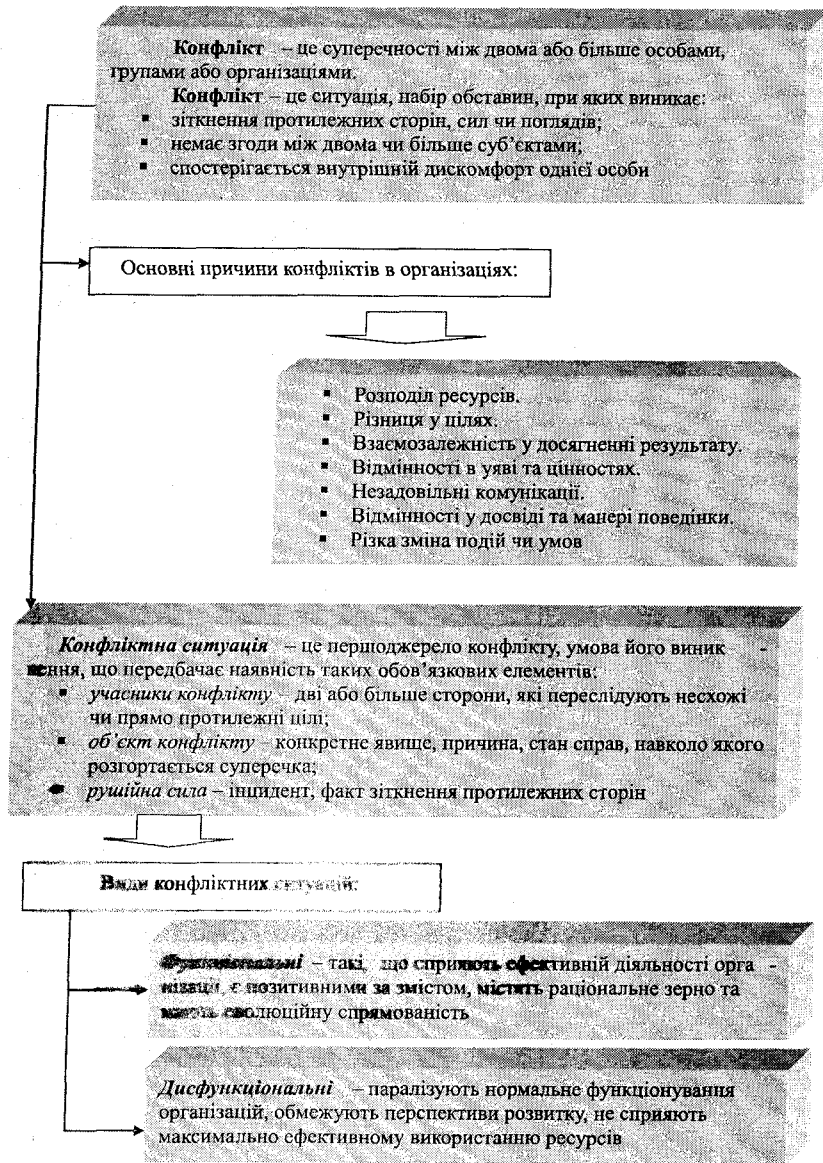 Конфлікт – це суперечності між двома або більше особами,
групами або організаціями.
Конфлікт – це ситуація, набір обставин, при яких виникає:
▪ зіткнення протилежних сторін, сил чи поглядів;
▪ немає згоди між двома чи більше суб’єктами;
▪ спостерігається внутрішній дискомфорт однієї особи
Основні причини конфліктів в організаціях:
▪ Розподіл ресурсів.
▪ Різниця у цілях.
▪ Взаємозалежність у досягненні результату.
▪ Відмінності в уяві та цінностях.
▪ Незадовільні комунікації.
▪ Відмінності у досвіді та манері поведінки.
▪ Різка зміна подій чи умов
Конфліктна ситуація – це першоджерело конфлікту, умова його виник -
нення, що передбачає наявність таких обов’язкових елементів:
▪ учасники конфлікту – дві або більше сторони, які переслідують несхожі
чи прямо протилежні цілі;
▪ об’єкт конфлікту – конкретне явище, причина, стан справ, навколо якого
розгортається суперечка;
▪ рушійна сила – інцидент, факт зіткнення протилежних сторін
Види конфліктних ситуацій:
Функціональні – такі, що сприяють ефективній діяльності орга -
нізації, є позитивними за змістом, містять раціональне зерно та
мають еволюційну спрямованість
Дисфункціональні – паралізують нормальне функціонування
організацій, обмежують перспективи розвитку, не сприяють
максимально ефективному використанню ресурсів